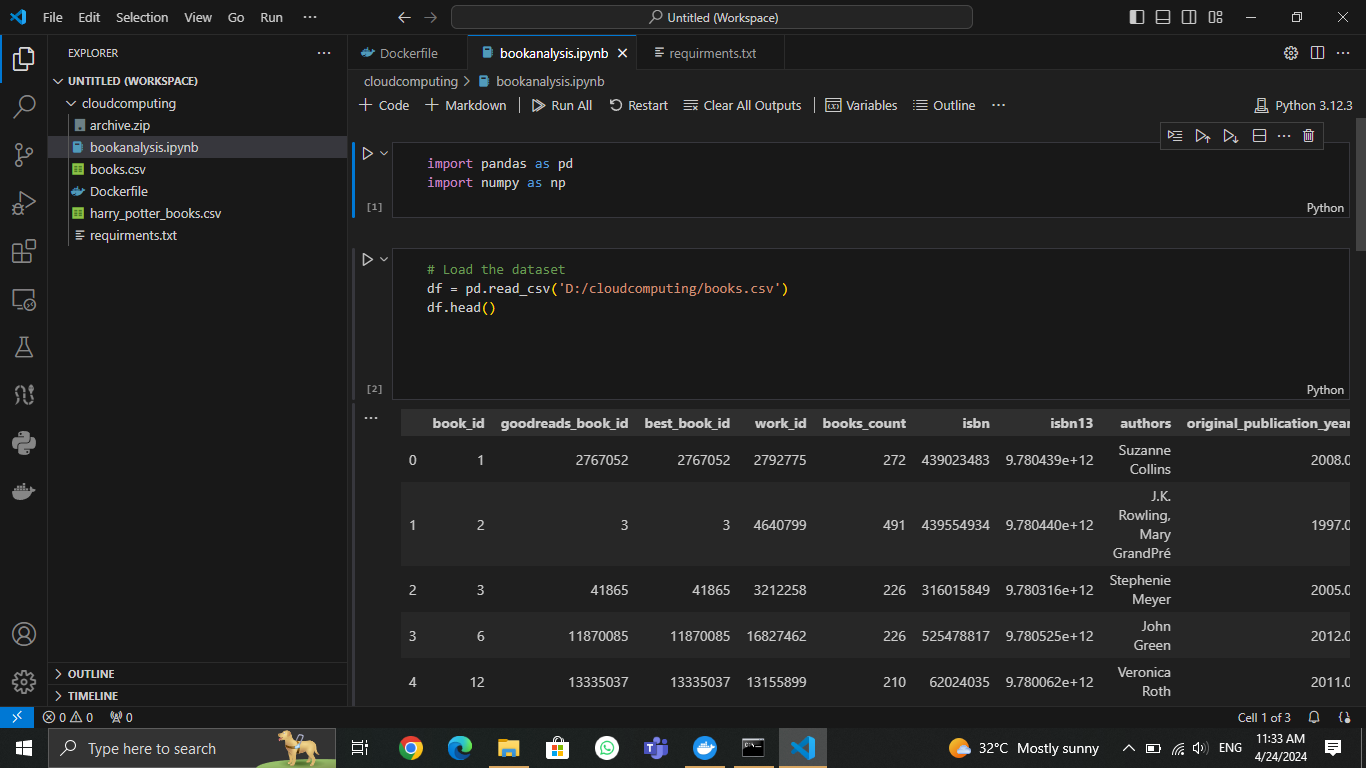 File Edit Selection View Go Run ··· Untitled (Workspace)
EXPLORER ···
UNTITLED (WORKSPACE)
cloudcomputing
archive.zip
bookanalysis.ipynb
books.csv
Dockerfile
harry_potter_books.csv
requirments.txt
OUTLINE
TIMELINE
Dockerfile bookanalysis.ipynb requirments.txt
cloudcomputing > bookanalysis.ipynb
+ Code + Markdown Run All Restart Clear All Outputs Variables Outline ··· Python 3.12.3
import pandas as pd
import numpy as np
[1]
Python
# Load the dataset
df = pd.read_csv('D:/cloudcomputing/books.csv')
df.head()
[2]
Python
book_id goodreads_book_id best_book_id work_id books_count isbn isbn13 authors original_publication_year
0 1 2767052 2767052 2792775 272 439023483 9.780439e+12 Suzanne Collins 2008.0
1 2 3 3 4640799 491 439554934 9.780440e+12 J.K. Rowling, Mary GrandPré 1997.0
2 3 41865 41865 3212258 226 316015849 9.780316e+12 Stephenie Meyer 2005.0
3 6 11870085 11870085 16827462 226 525478817 9.780525e+12 John Green 2012.0
4 12 13335037 13335037 13155899 210 62024035 9.780062e+12 Veronica Roth 2011.0
0 0 0 Cell 1 of 3
Type here to search 32°C Mostly sunny ENG 11:33 AM
4/24/2024